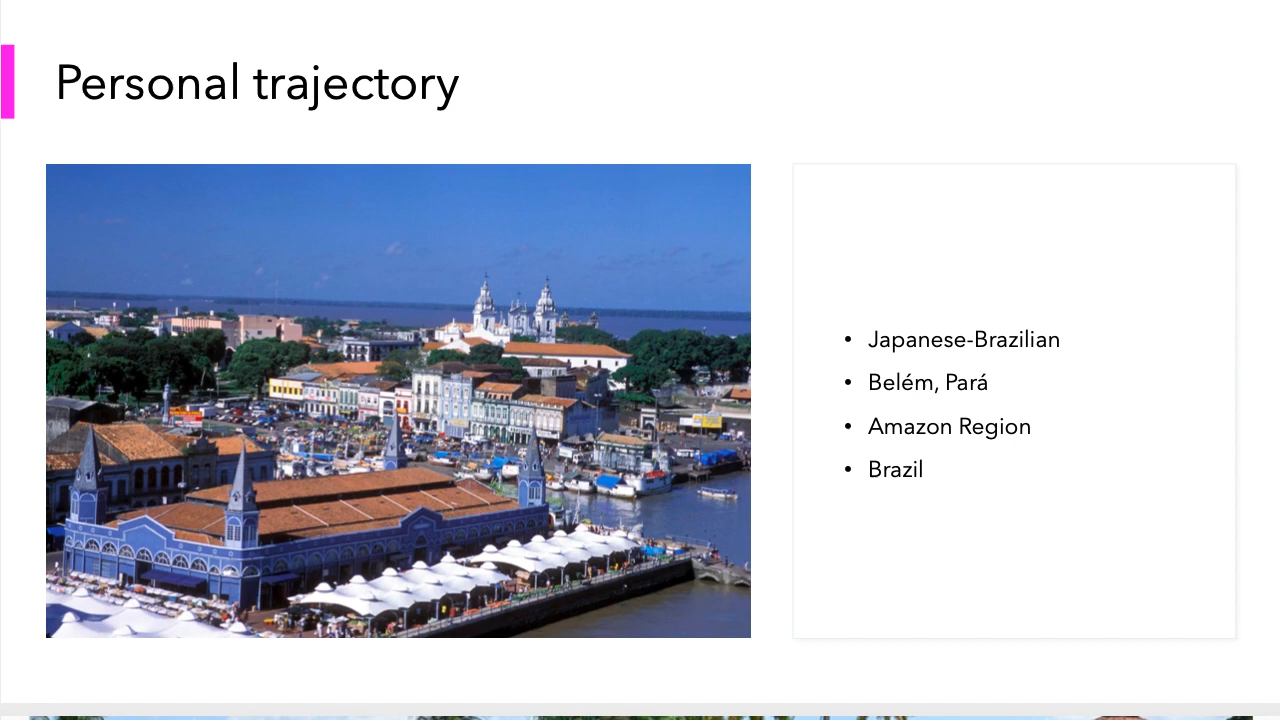 Personal trajectory
• Japanese-Brazilian
• Belém, Pará
• Amazon Region
• Brazil